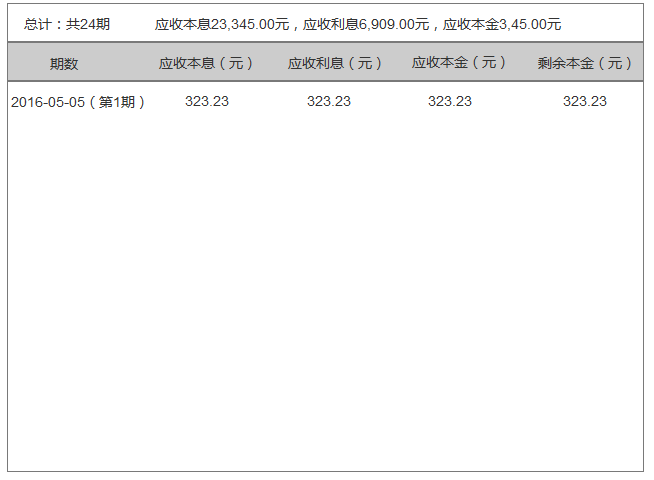 总计：共24期 应收本息23,345.00元，应收利息6,909.00元，应收本金3,45.00元
期数 应收本息（元） 应收利息（元） 应收本金（元） 剩余本金（元）
2016-05-05（第1期） 323.23 323.23 323.23 323.23